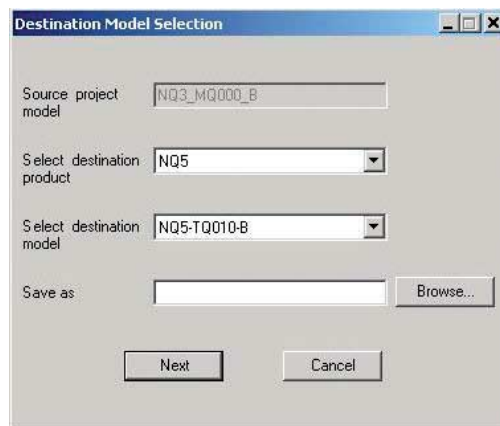 Destination Model Selection
Source project
model
NQ3_MQ000_B
Select destination
product
NQ5
Select destination
model
NQ5-TQ010-B
Save as
Browse...
Next
Cancel